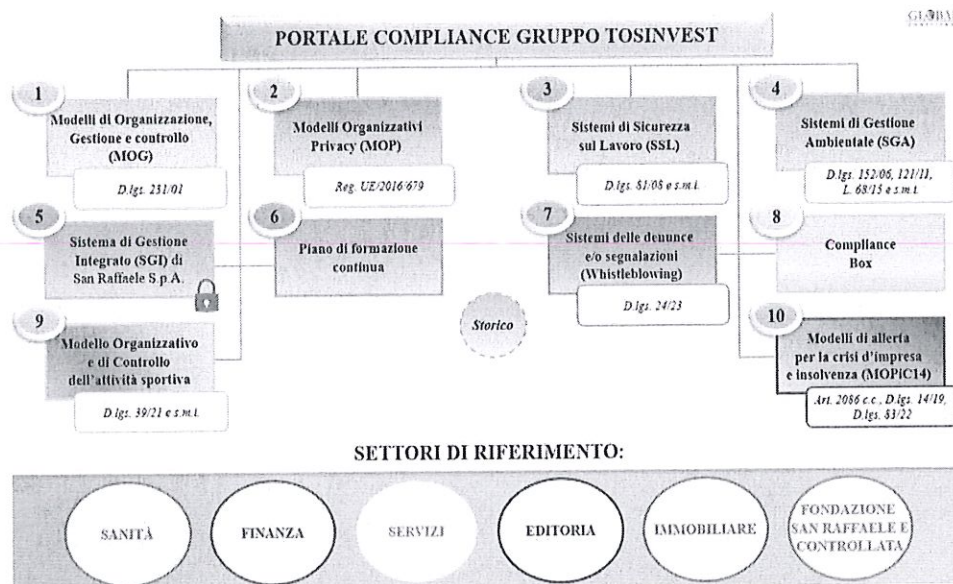 GLOBAL
PORTALE COMPLIANCE GRUPPO TOSINVEST
1
Modelli di Organizzazione,
Gestione e controllo
(MOG)
D.lgs. 231/01
2
Modelli Organizzativi
Privacy (MOP)
Reg. UE/2016/679
3
Sistemi di Sicurezza
sul Lavoro (SSL)
D.lgs. 81/08 e s.m.i.
4
Sistemi di Gestione
Ambientale (SGA)
D.lgs. 152/06, 121/11,
L. 68/15 e s.m.i.
5
Sistema di Gestione
Integrato (SGI) di
San Raffaele S.p.A.
6
Piano di formazione
continua
7
Sistemi delle denunce
e/o segnalazioni
(Whistleblowing)
D.lgs. 24/23
8
Compliance
Box
9
Modello Organizzativo
e di Controllo
dell'attività sportiva
D.lgs. 39/21 e s.m.i.
Storico
10
Modelli di allerta
per la crisi d'impresa
e insolvenza (MOPiC14)
Art. 2086 c.c., D.lgs. 14/19,
D.lgs. 83/22
SETTORI DI RIFERIMENTO:
SANITÀ
FINANZA
SERVIZI
EDITORIA
IMMOBILIARE
FONDAZIONE
SAN RAFFAELE E
CONTROLLATA